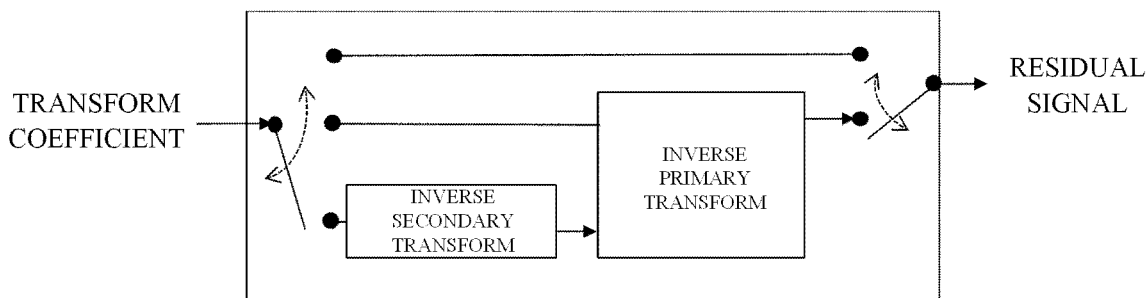 TRANSFORM
COEFFICIENT
INVERSE
SECONDARY
TRANSFORM
INVERSE
PRIMARY
TRANSFORM
RESIDUAL
SIGNAL